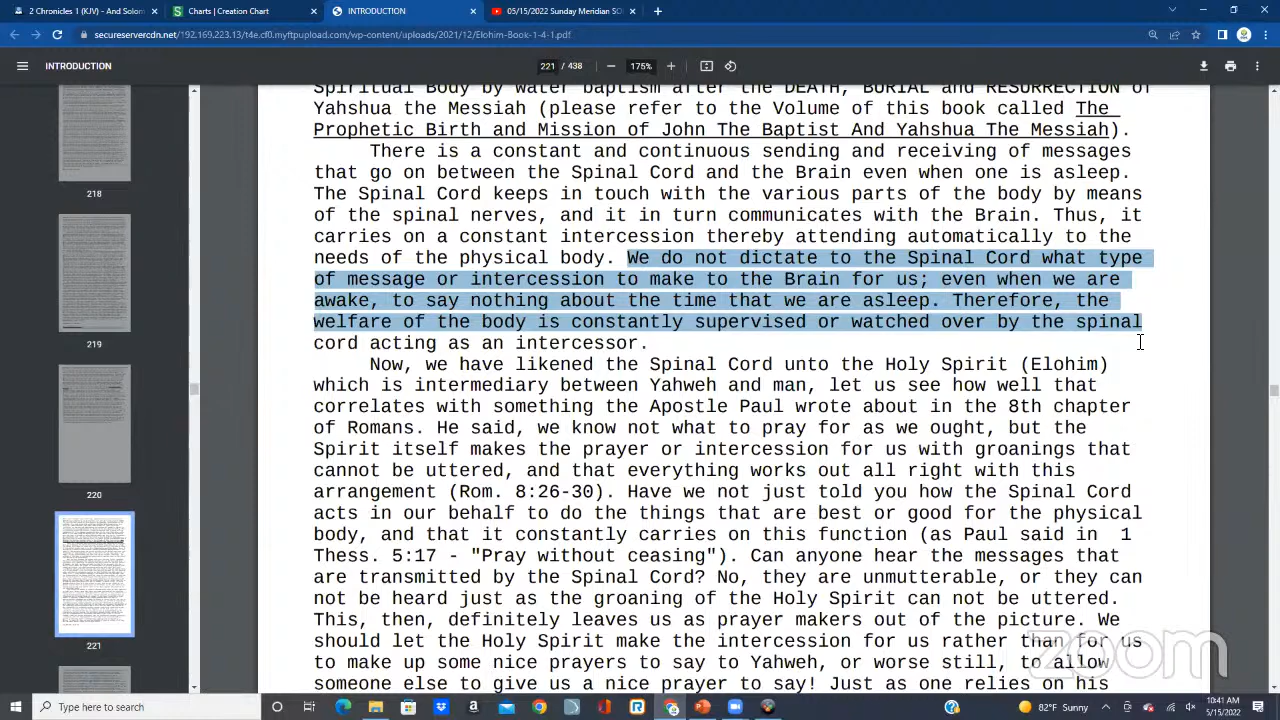 2 Chronicles 1 (KJV) - And Solom
Charts | Creation Chart
INTRODUCTION
05/15/2022 Sunday Meridian SC
secureservercdn.net/192.169.223.13/t4e.cf0.myftpupload.com/wp-content/uploads/2021/12/Elohim-Book-1-4-1.pdf
INTRODUCTION
221 / 438
175%
218
219
220
221
Spiritual Body by this Baptism after the DEATH, BURIAL and RESURRECTION of
Yahshua the Messiah (please refer to the Volume of this book called The
Prophetic Birth and Mission of John The Baptist And Yahshua The Messiah).
There is a constant and continuous sending and receiving of messages
that go on between the Spinal Cord and the Brain even when one is asleep.
The Spinal Cord keeps in touch with the various parts of the body by means
of the spinal nerves and it in turn communicates with the brain. Thus, it
carries on a constant intercession therpy attending automatically to the
needs of the physical body. We do not dictate to the Spinal Cord what type
of prayer or intercession to make to the brain for us, even when we are
awake, to say nothing about the time that we are asleep. Therefore, the
welfare of the body is constantly supervised or watched over by the spinal
cord acting as an intercessor.
Now, we have likened the Spinal Cord unto the Holy Spirit (Elohim)
which is intermediary between Yahweh and man; let us see how well that
correlates with something the Apostle Paul wrote about in the 8th chapter
of Romans. He said, we know not what to pray for as we ought, but the
Spirit itself makes the prayer or intercession for us with groanings that
cannot be uttered, and that everything works out all right with this
arrangement (Rom. 8:26-30). Have we not just told you how the Spinal Cord
acts in our behalf to do the things that are best or good for the physical
body and that it constantly carries on this function (as Paul said in 1
Thess. 5:17 - "Pray without ceasing")? Can anyone hear the messages that
are transmitted by the Spinal Cord? No, they are unmutteable, or they can
not be heard just as the groaning of the Holy Spirit cannot be uttered.
This, then, definitely leaves us as prayer makers out of the picture. We
should let the Holy Spirit make the intercession for us rther than for us
to make up some nice prayers to say to Yahweh or worse still, to allow
someone else to give us a nice prayer to say! Just as one relies on his
zoom
Type here to search
82°F Sunny
10:41 AM
5/15/2022